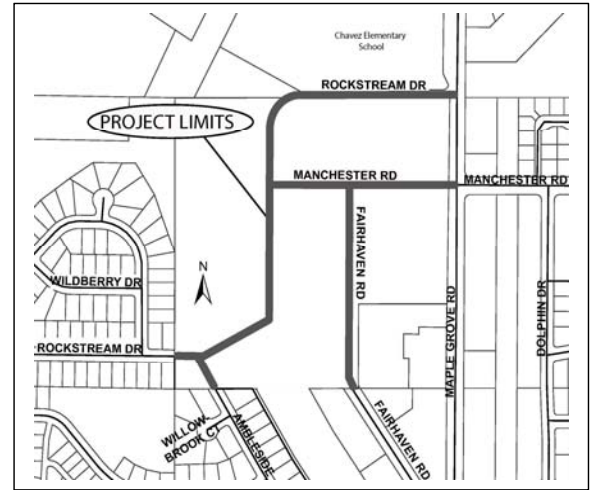 Chavez Elementary
School
ROCKSTREAM DR
PROJECT LIMITS
MANCHESTER RD
MANCHESTER RD
FAIRHAVEN RD
N
WILDBERRY DR
MAPLE GROVE RD
DOLPHIN DR
ROCKSTREAM DR
WILLOW-
BROOK CT
AMBLESIDE
FAIRHAVEN RD